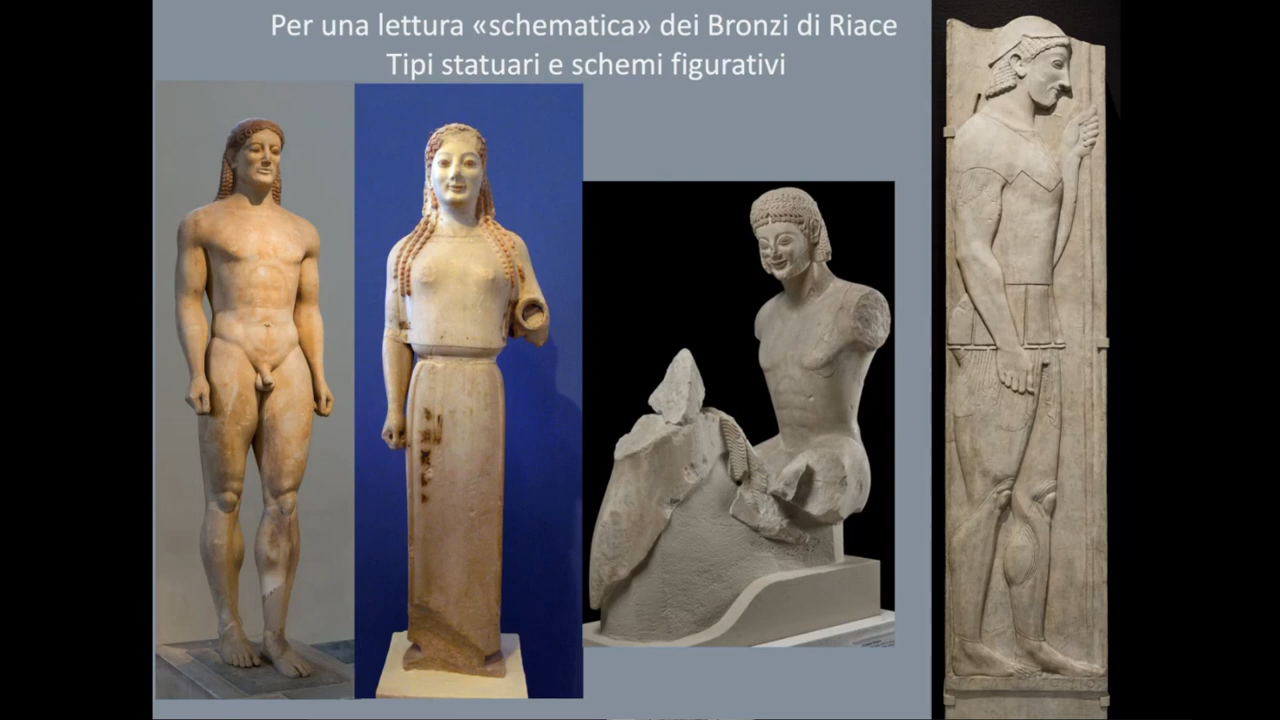 Per una lettura «schematica» dei Bronzi di Riace
Tipi statuari e schemi figurativi